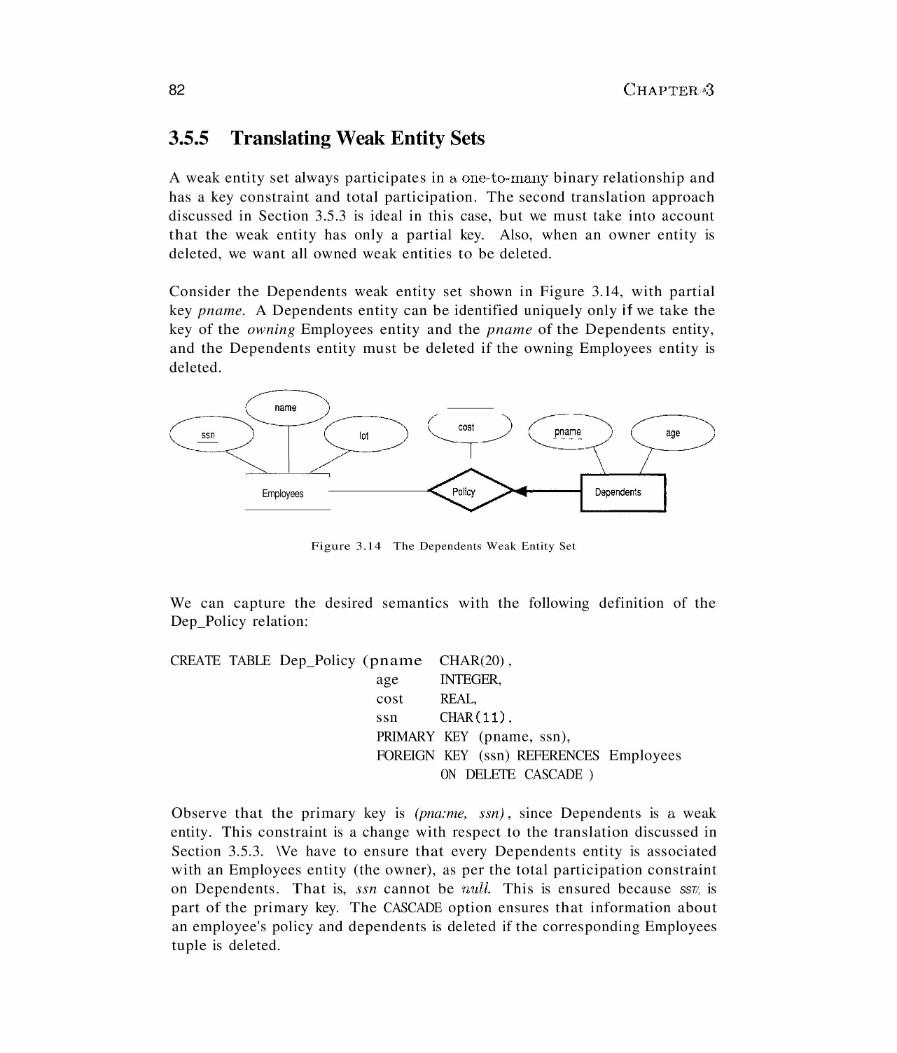 82
CHAPTER 3
3.5.5 Translating Weak Entity Sets
A weak entity set always participates in a one-to-many binary relationship and
has a key constraint and total participation. The second translation approach
discussed in Section 3.5.3 is ideal in this case, but we must take into account
that the weak entity has only a partial key. Also, when an owner entity is
deleted, we want all owned weak entities to be deleted.
Consider the Dependents weak entity set shown in Figure 3.14, with partial
key pname. A Dependents entity can be identified uniquely only if we take the
key of the owning Employees entity and the pname of the Dependents entity,
and the Dependents entity must be deleted if the owning Employees entity is
deleted.
name
ssn
lot
cost
pname
age
Employees
Policy
Dependents
Figure 3.14 The Dependents Weak Entity Set
We can capture the desired semantics with the following definition of the
Dep_Policy relation:
CREATE TABLE Dep_Policy (pname CHAR(20) ,
age INTEGER,
cost REAL,
ssn CHAR(11).
PRIMARY KEY (pname, ssn),
FOREIGN KEY (ssn) REFERENCES Employees
ON DELETE CASCADE )
Observe that the primary key is (pna:me, ssn) , since Dependents is a weak
entity. This constraint is a change with respect to the translation discussed in
Section 3.5.3. \Ve have to ensure that every Dependents entity is associated
with an Employees entity (the owner), as per the total participation constraint
on Dependents. That is, ssn cannot be null. This is ensured because ssn, is
part of the primary key. The CASCADE option ensures that information about
an employee's policy and dependents is deleted if the corresponding Employees
tuple is deleted.